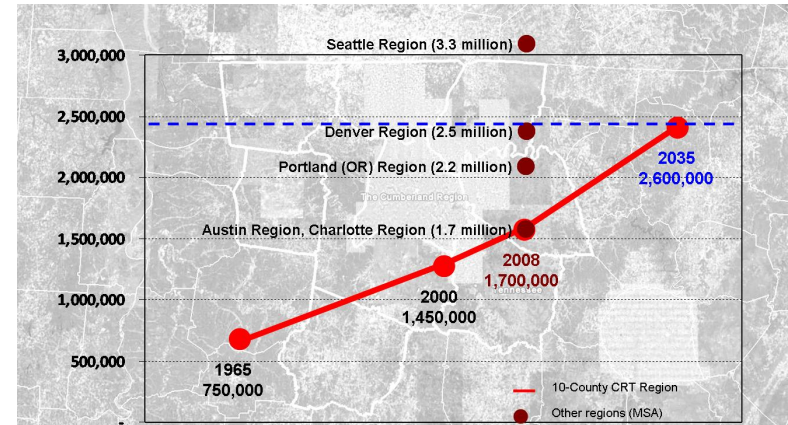 Seattle Region (3.3 million)
3,000,000
2,500,000
Denver Region (2.5 million)
2035
2,600,000
Portland (OR) Region (2.2 million)
2,000,000
The Cumberland Region
Austin Region, Charlotte Region (1.7 million)
1,500,000
2008
1,700,000
Tennessee
2000
1,450,000
1,000,000
500,000
1965
750,000
10-County CRT Region
Other regions (MSA)
-